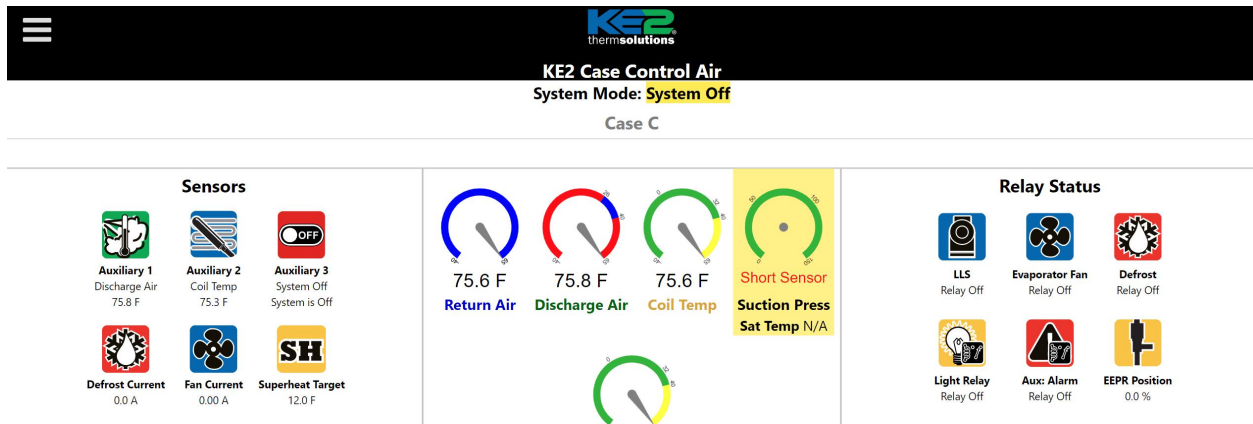 KE2
thermsolutions
KE2 Case Control Air
System Mode: System Off
Case C
Sensors
Auxiliary 1
Discharge Air
75.8 F
Auxiliary 2
Coil Temp
75.3 F
OFF
Auxiliary 3
System Off
System is Off
Defrost Current
0.0 A
Fan Current
0.00 A
SH
Superheat Target
12.0 F
75.6 F
Return Air
75.8 F
Discharge Air
75.6 F
Coil Temp
50
100
150
0
Short Sensor
Suction Press
Sat Temp N/A
Relay Status
LLS
Relay Off
Evaporator Fan
Relay Off
Defrost
Relay Off
Light Relay
Relay Off
Aux: Alarm
Relay Off
EEPR Position
0.0 %